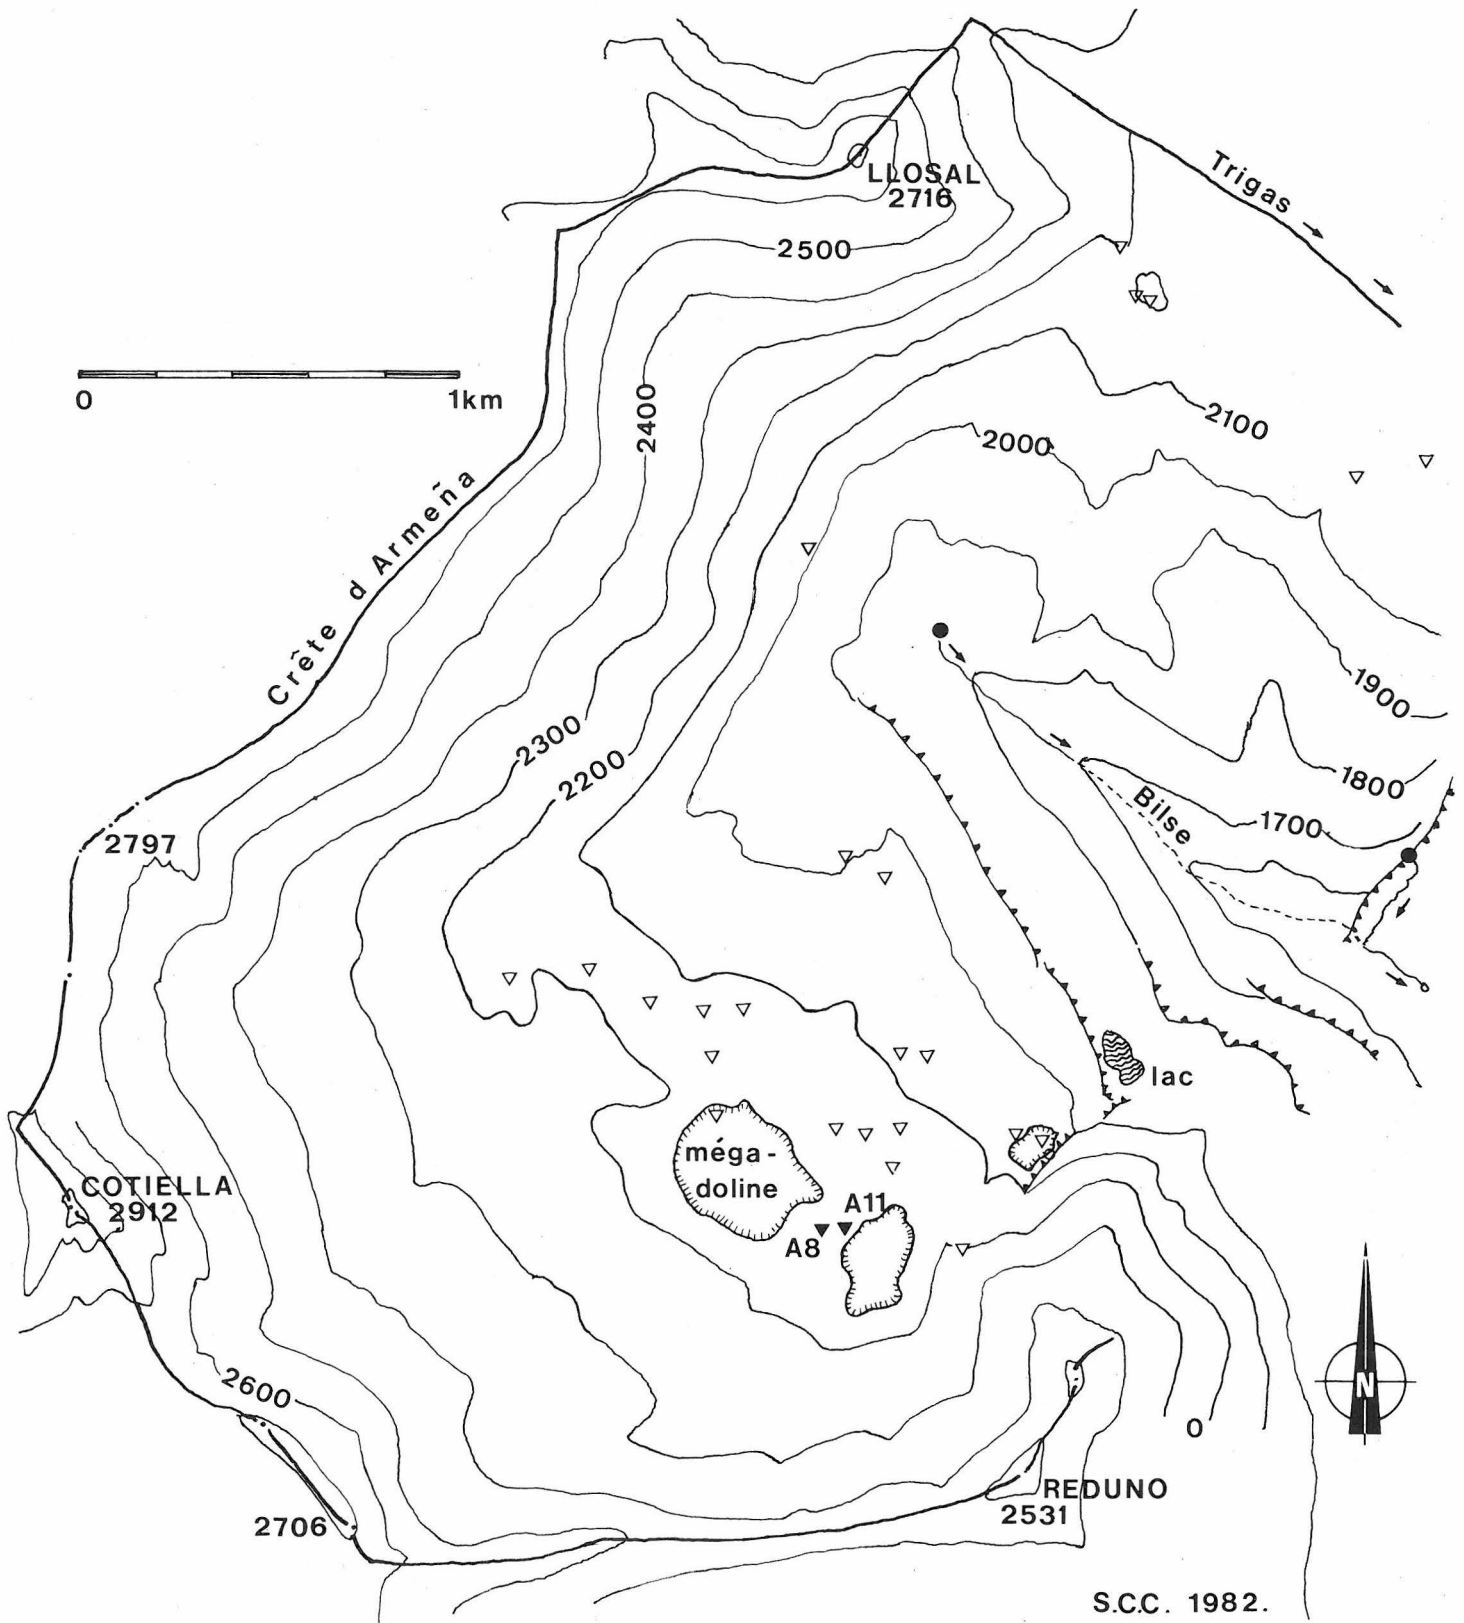 LLOSAL
2716
Trigas
2500
0 1km
2400
2100
2000
Crête d Armeña
1900
2300
2200
1800
Bilse
1700
2797
lac
COTIELLA
2912
méga-
doline
A11
A8
2600
N
0
REDUNO
2531
2706
S.C.C. 1982.